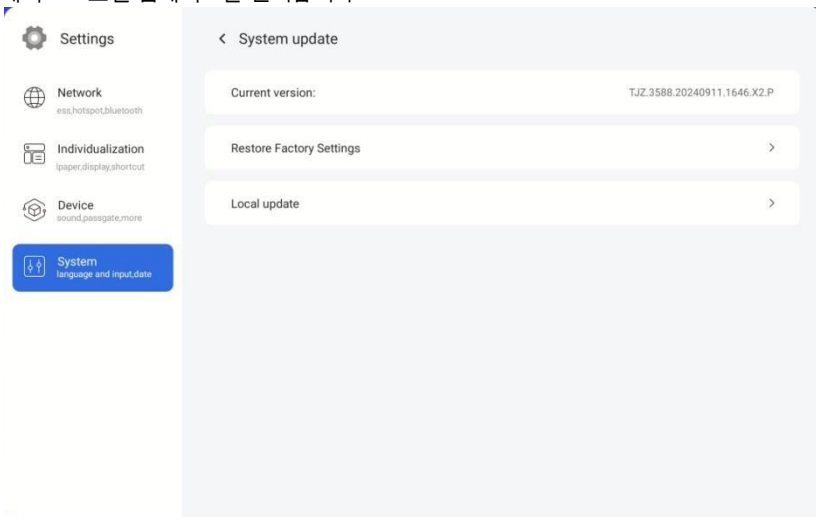 Settings
System update
Network
ess,hotspot,bluetooth
Current version:
TJZ.3588.20240911.1646.X2.P
Individualization
lpaper,display,shortcut
Restore Factory Settings
Device
sound,passgate,more
Local update
System
language and input,date